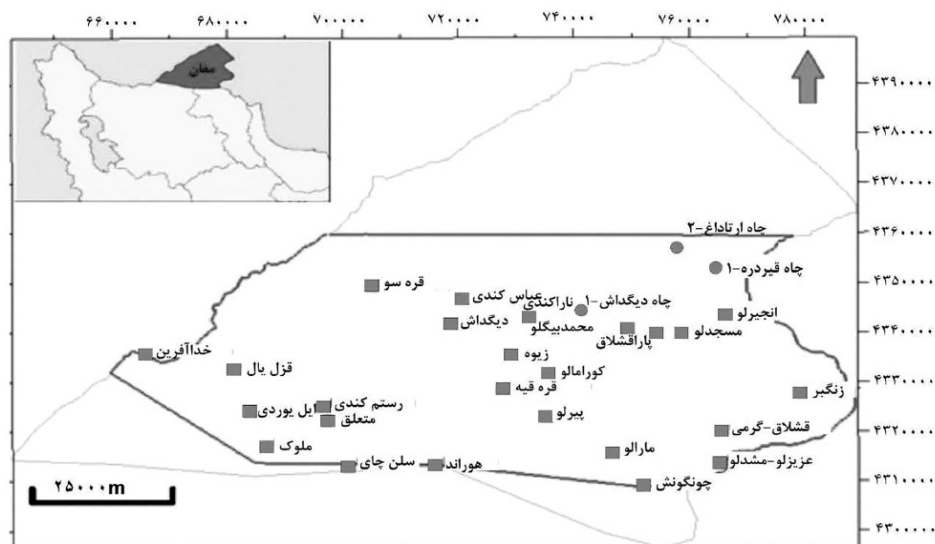 ۶۶۰۰۰۰ ۶۸۰۰۰۰ ۷۰۰۰۰۰ ۷۲۰۰۰۰ ۷۴۰۰۰۰ ۷۶۰۰۰۰ ۷۸۰۰۰۰
مغان
۴۳۹۰۰۰۰
۴۳۸۰۰۰۰
۴۳۷۰۰۰۰
۴۳۶۰۰۰۰
۴۳۵۰۰۰۰
۴۳۴۰۰۰۰
۴۳۳۰۰۰۰
۴۳۲۰۰۰۰
۴۳۱۰۰۰۰
۴۳۰۰۰۰۰
چاه ارتاداغ-۲
چاه قیردره-۱
قره سو
عباس کندی
ناراکندی
چاه دیگداش-۱
انجیرلو
دیگداش
محمدبیگلو
پاراقشلاق
مسجدلو
خداآفرین
قزل یال
زیوه
کورامالو
قره قیه
زنگبر
رستم کندی
ایل یوردی
متعلق
پیرلو
قشلاق-گرمی
ملوک
سلن چای
هوراند
مارالو
عزیزلو-مشدلو
چونگونش
۲۵۰۰۰m